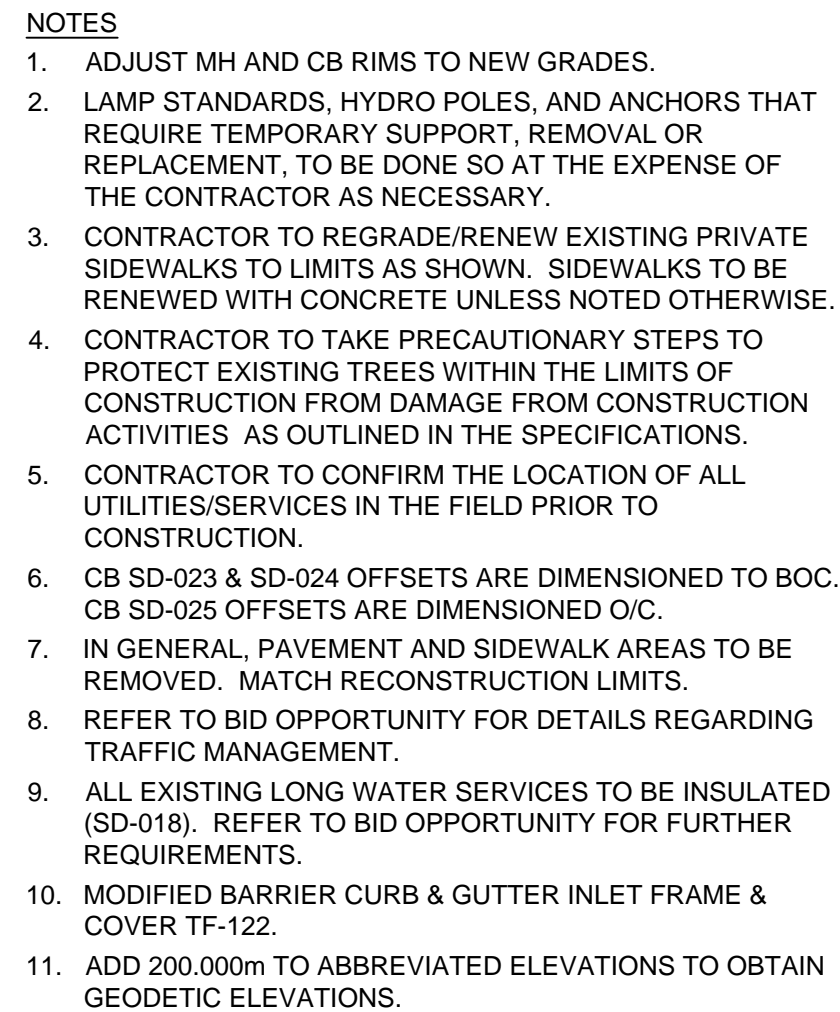 NOTES
1. ADJUST MH AND CB RIMS TO NEW GRADES.
2. LAMP STANDARDS, HYDRO POLES, AND ANCHORS THAT
REQUIRE TEMPORARY SUPPORT, REMOVAL OR
REPLACEMENT, TO BE DONE SO AT THE EXPENSE OF
THE CONTRACTOR AS NECESSARY.
3. CONTRACTOR TO REGRADE/RENEW EXISTING PRIVATE
SIDEWALKS TO LIMITS AS SHOWN. SIDEWALKS TO BE
RENEWED WITH CONCRETE UNLESS NOTED OTHERWISE.
4. CONTRACTOR TO TAKE PRECAUTIONARY STEPS TO
PROTECT EXISTING TREES WITHIN THE LIMITS OF
CONSTRUCTION FROM DAMAGE FROM CONSTRUCTION
ACTIVITIES AS OUTLINED IN THE SPECIFICATIONS.
5. CONTRACTOR TO CONFIRM THE LOCATION OF ALL
UTILITIES/SERVICES IN THE FIELD PRIOR TO
CONSTRUCTION.
6. CB SD-023 & SD-024 OFFSETS ARE DIMENSIONED TO BOC.
CB SD-025 OFFSETS ARE DIMENSIONED O/C.
7. IN GENERAL, PAVEMENT AND SIDEWALK AREAS TO BE
REMOVED. MATCH RECONSTRUCTION LIMITS.
8. REFER TO BID OPPORTUNITY FOR DETAILS REGARDING
TRAFFIC MANAGEMENT.
9. ALL EXISTING LONG WATER SERVICES TO BE INSULATED
(SD-018). REFER TO BID OPPORTUNITY FOR FURTHER
REQUIREMENTS.
10. MODIFIED BARRIER CURB & GUTTER INLET FRAME &
COVER TF-122.
11. ADD 200.000m TO ABBREVIATED ELEVATIONS TO OBTAIN
GEODETIC ELEVATIONS.